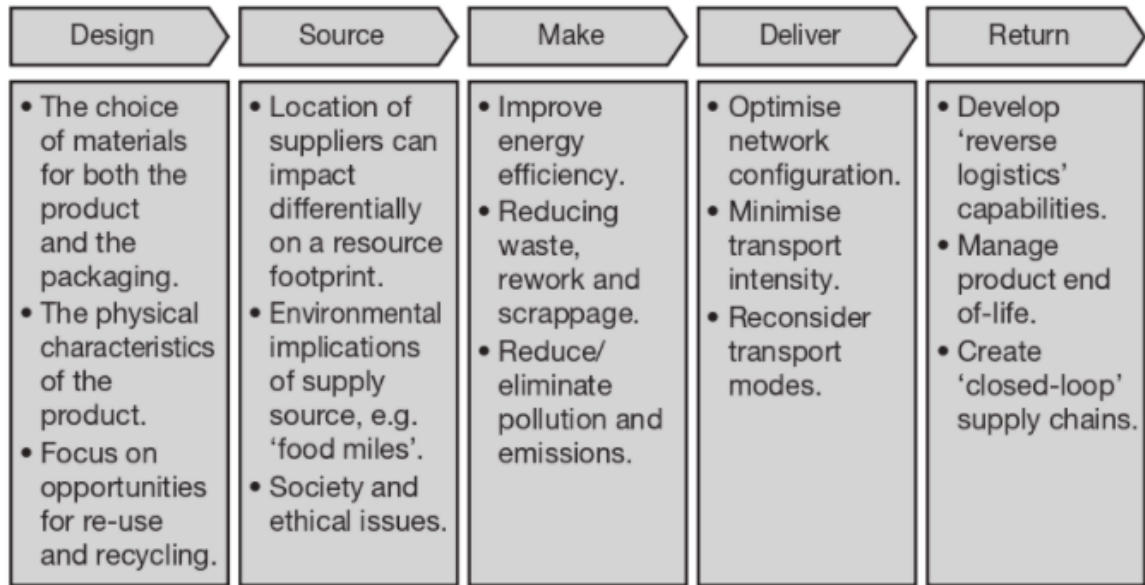 Design
Source
Make
Deliver
Return
• The choice
of materials
for both the
product
and the
packaging.
• The physical
characteristics
of the
product.
• Focus on
opportunities
for re-use
and recycling.
• Location of
suppliers can
impact
differentially
on a resource
footprint.
• Environmental
implications
of supply
source, e.g.
‘food miles’.
• Society and
ethical issues.
• Improve
energy
efficiency.
• Reducing
waste,
rework and
scrappage.
• Reduce/
eliminate
pollution and
emissions.
• Optimise
network
configuration.
• Minimise
transport
intensity.
• Reconsider
transport
modes.
• Develop
‘reverse
logistics’
capabilities.
• Manage
product end
of-life.
• Create
‘closed-loop’
supply chains.